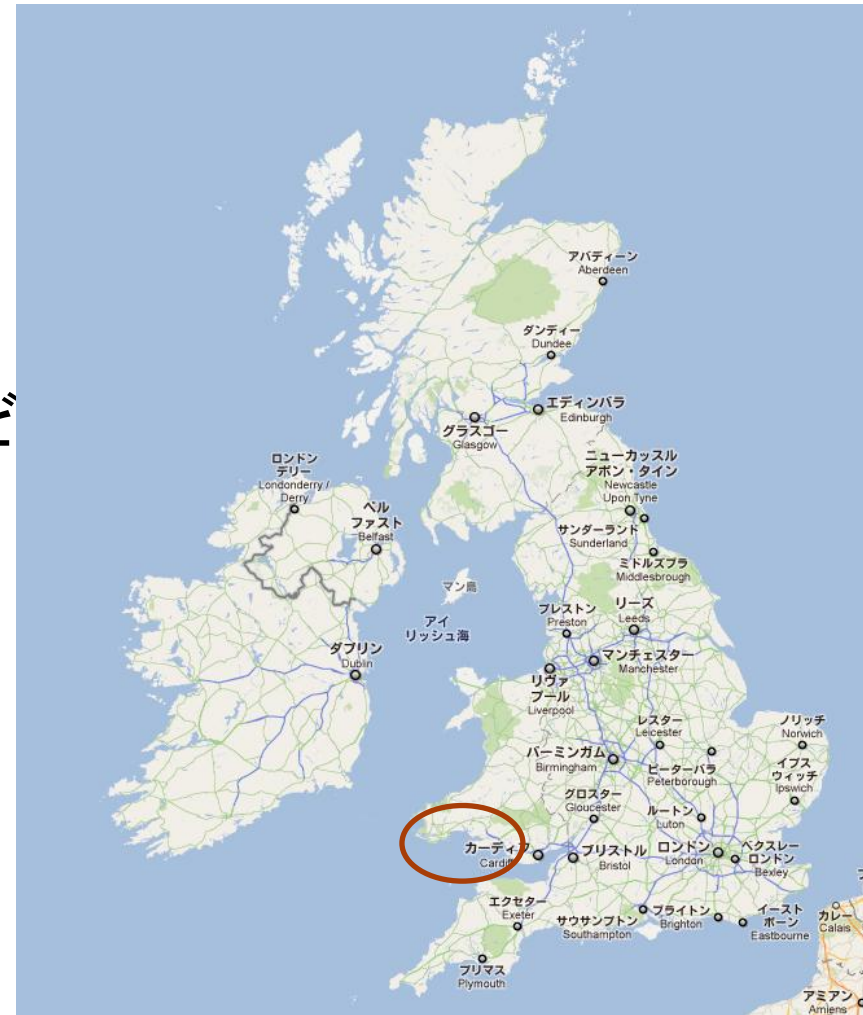 アバディーン
Aberdeen
ダンディー
Dundee
エディンバラ
Edinburgh
グラスゴー
Glasgow
ニューカッスル
アポン・タイン
Newcastle
Upon Tyne
ロンドン
デリー
Londonderry /
Derry
ベル
ファスト
Belfast
サンダーランド
Sunderland
ミドルズブラ
Middlesbrough
マン島
プレストン
Preston
リーズ
Leeds
アイ
リッシュ海
ダブリン
Dublin
マンチェスター
Manchester
リヴァ
プール
Liverpool
レスター
Leicester
ノリッチ
Norwich
バーミンガム
Birmingham
ピーターバラ
Peterborough
イプス
ウィッチ
Ipswich
グロスター
Gloucester
ルートン
Luton
カーディフ
Cardiff
ブリストル
Bristol
ロンドン
London
ベクスレー
ロンドン
Bexley
エクセター
Exeter
サウサンプトン
Southampton
ブライトン
Brighton
イースト
ボーン
Eastbourne
カレー
Calais
プリマス
Plymouth
アミアン
Amiens